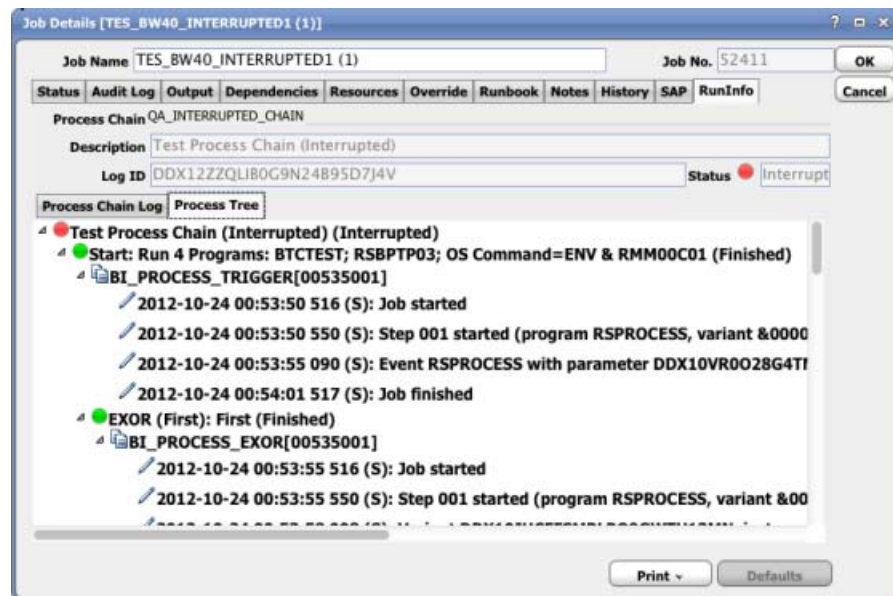 Job Details [TES_BW40_INTERRUPTED1 (1)]
Job Name TES_BW40_INTERRUPTED1 (1) Job No. 52411 OK
Status Audit Log Output Dependencies Resources Override Runbook Notes History SAP RunInfo Cancel
Process Chain QA_INTERRUPTED_CHAIN
Description Test Process Chain (Interrupted)
Log ID DDX12ZZQLIB0G9N24B95D7J4V Status Interrupt
Process Chain Log Process Tree
Test Process Chain (Interrupted) (Interrupted)
Start: Run 4 Programs: BTCTEST; RSBPTP03; OS Command=ENV & RMM00C01 (Finished)
BI_PROCESS_TRIGGER[00535001]
2012-10-24 00:53:50 516 (S): Job started
2012-10-24 00:53:50 550 (S): Step 001 started (program RSPROCESS, variant &0000
2012-10-24 00:53:55 090 (S): Event RSPROCESS with parameter DDX10VR0O28G4T
2012-10-24 00:54:01 517 (S): Job finished
EXOR (First): First (Finished)
BI_PROCESS_EXOR[00535001]
2012-10-24 00:53:55 516 (S): Job started
2012-10-24 00:53:55 550 (S): Step 001 started (program RSPROCESS, variant &00
Print Defaults